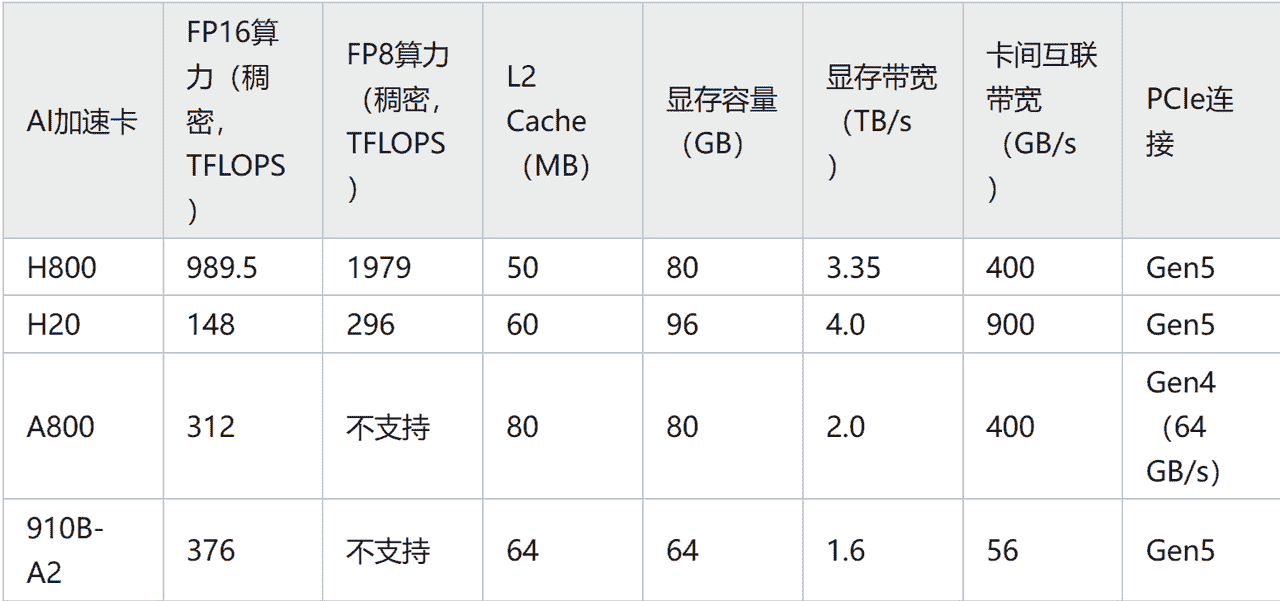 AI加速卡
FP16算
力（稠
密，
TFLOPS
）
FP8算力
（稠密，
TFLOPS
）
L2
Cache
（MB）
显存容量
（GB）
显存带宽
（TB/s
）
卡间互联
带宽
（GB/s
）
PCIe连
接
H800
989.5
1979
50
80
3.35
400
Gen5
H20
148
296
60
96
4.0
900
Gen5
A800
312
不支持
80
80
2.0
400
Gen4
（64
GB/s）
910B-
A2
376
不支持
64
64
1.6
56
Gen5